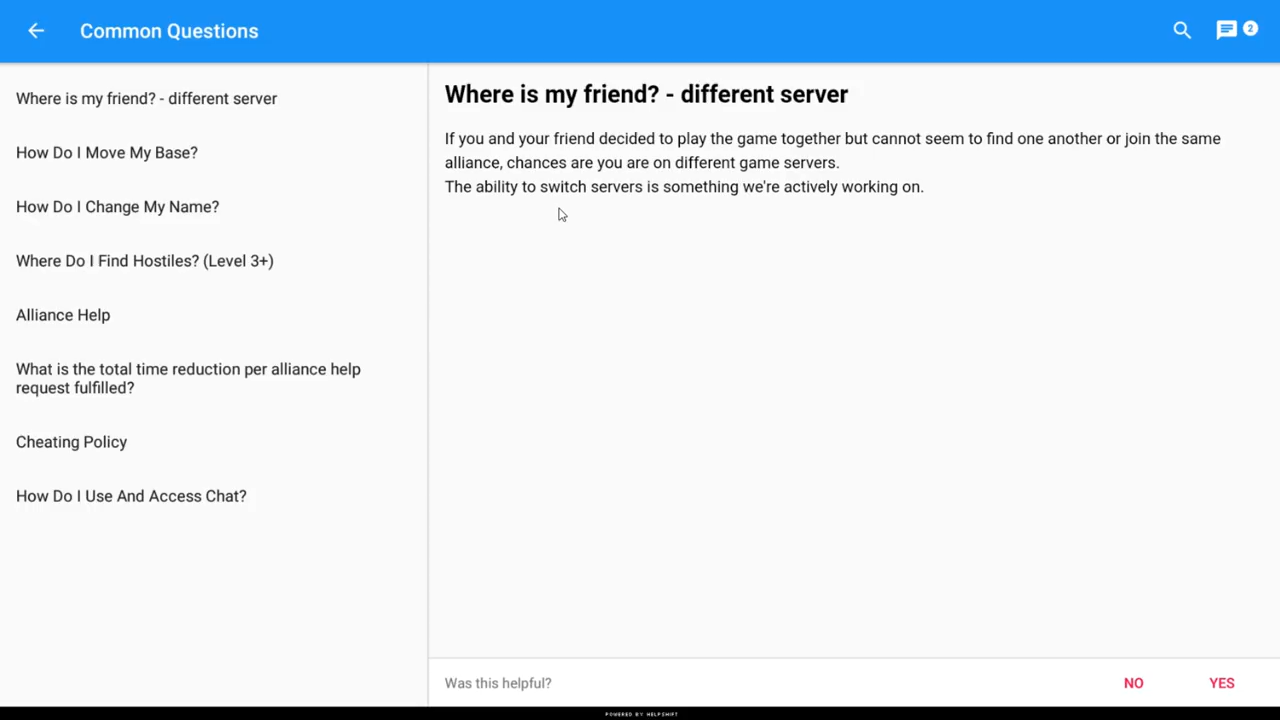 Common Questions
2
Where is my friend? - different server
How Do I Move My Base?
How Do I Change My Name?
Where Do I Find Hostiles? (Level 3+)
Alliance Help
What is the total time reduction per alliance help
request fulfilled?
Cheating Policy
How Do I Use And Access Chat?
Where is my friend? - different server
If you and your friend decided to play the game together but cannot seem to find one another or join the same
alliance, chances are you are on different game servers.
The ability to switch servers is something we're actively working on.
Was this helpful?
NO
YES
POWERED BY HELPSHIFT